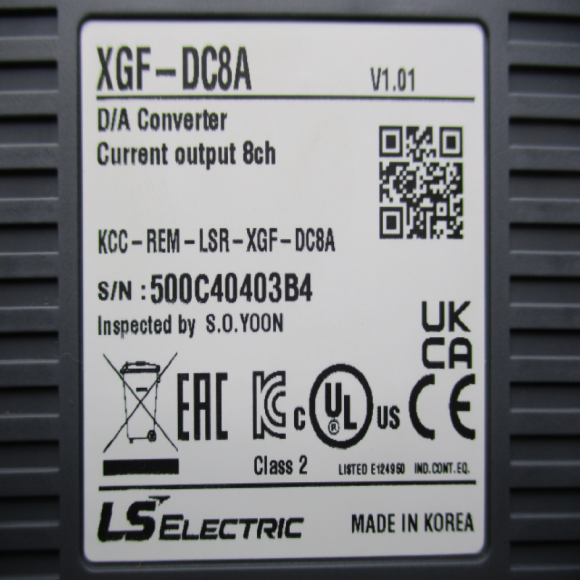 XGF-DC8A V1.01
D/A Converter
Current output 8ch
KCC-REM-LSR-XGF-DC8A
S/N : 500C40403B4
Inspected by S.O.YOON
UK
CA
EAC
C UL US
CE
Class 2 LISTED E124950 IND.CONT.EQ.
LS ELECTRIC MADE IN KOREA